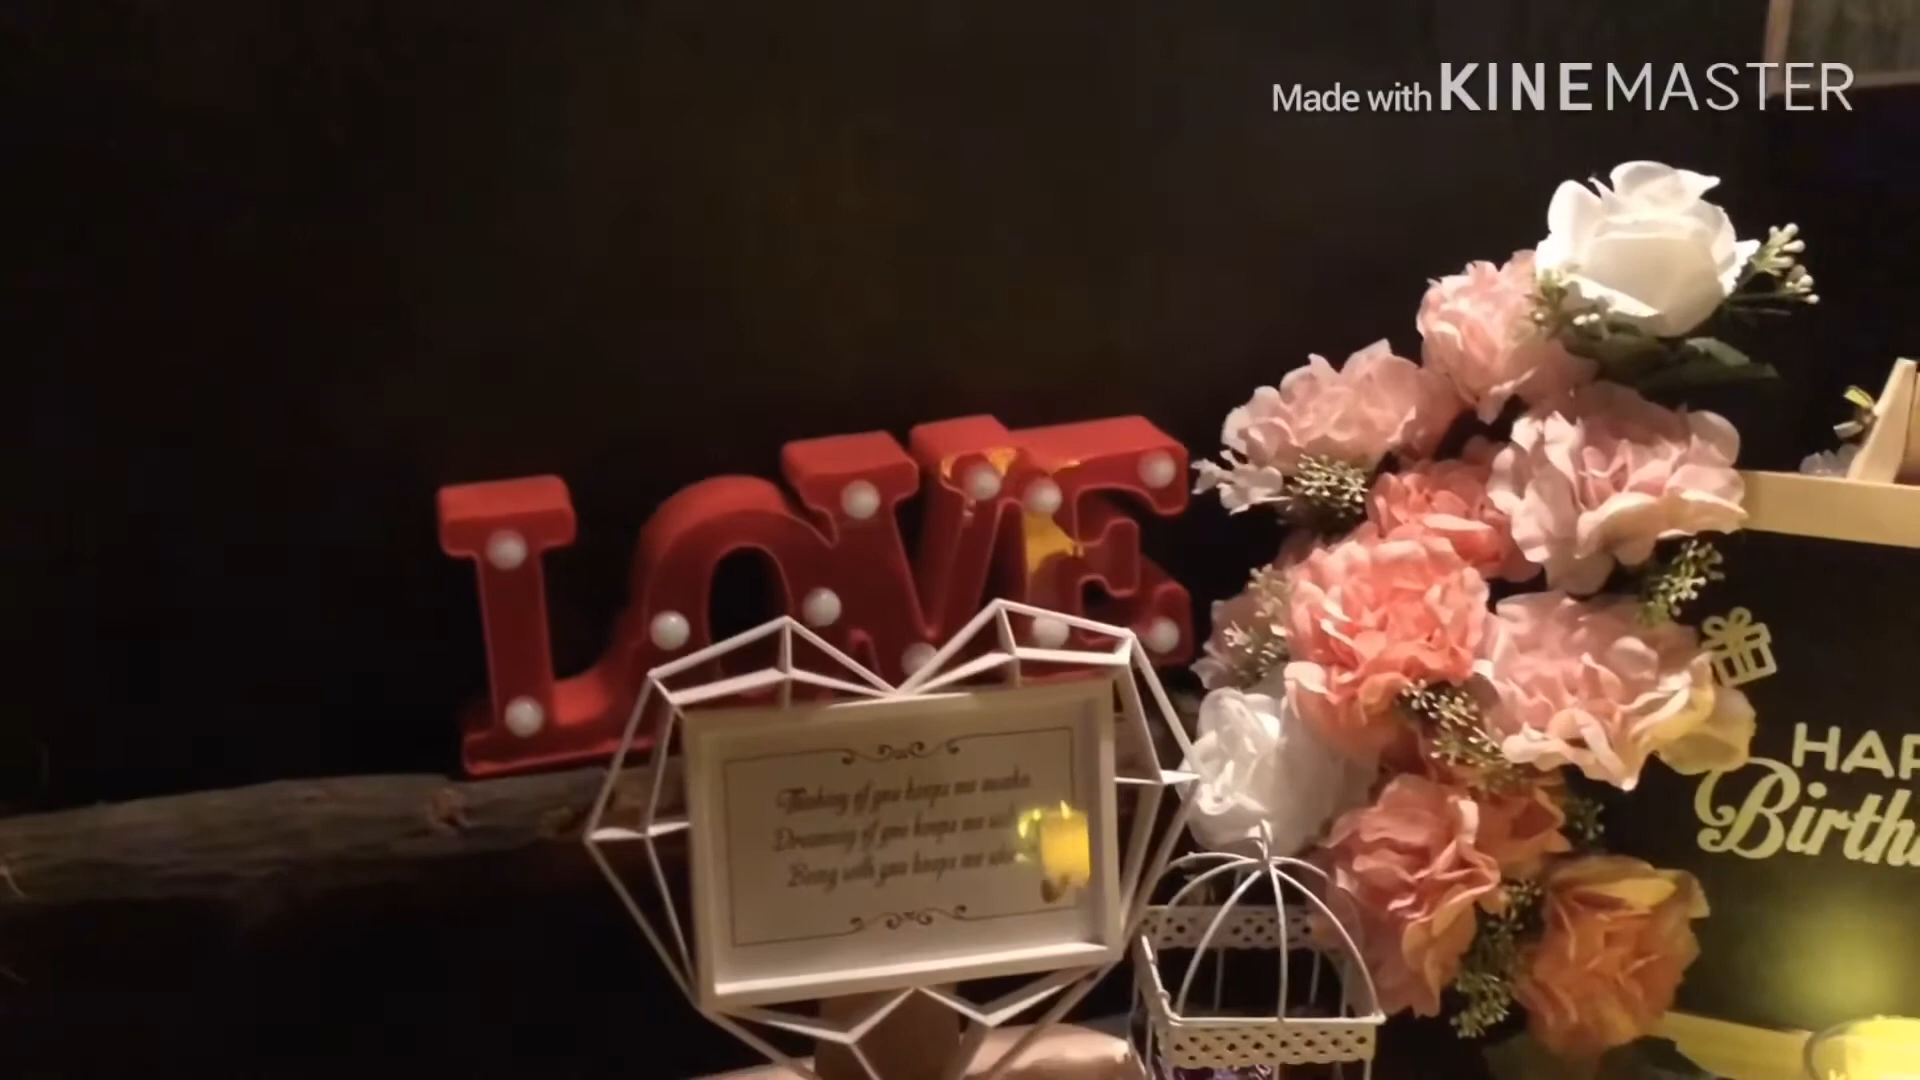 Made with KINEMASTER
LOVE
Thinking of you keeps me awake
Dreaming of you keeps me
Being with you keeps me
HAP
Birth